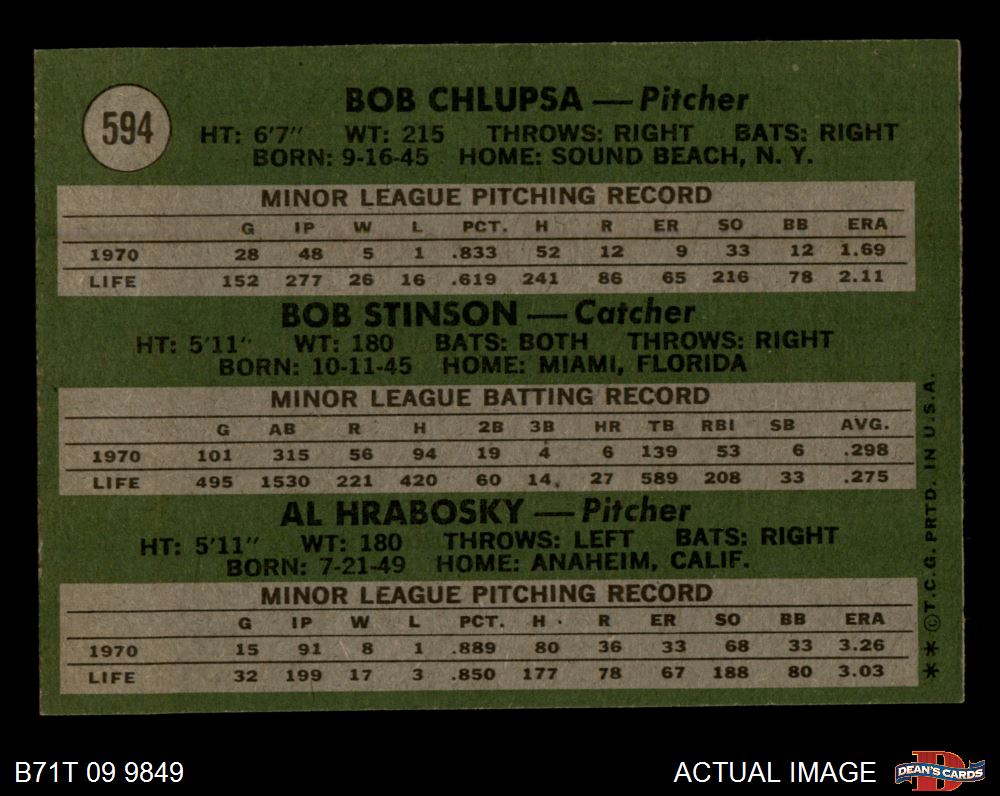 594
BOB CHLUPSA — Pitcher
HT: 6'7" WT: 215 THROWS: RIGHT BATS: RIGHT
BORN: 9-16-45 HOME: SOUND BEACH, N. Y.
MINOR LEAGUE PITCHING RECORD
G IP W L PCT. H R ER SO BB ERA
1970 28 48 5 1 .833 52 12 9 33 12 1.69
LIFE 152 277 26 16 .619 241 86 65 216 78 2.11
BOB STINSON — Catcher
HT: 5'11" WT: 180 BATS: BOTH THROWS: RIGHT
BORN: 10-11-45 HOME: MIAMI, FLORIDA
MINOR LEAGUE BATTING RECORD
G AB R H 2B 3B HR TB RBI SB AVG.
1970 101 315 56 94 19 4 6 139 53 6 .298
LIFE 495 1530 221 420 60 14 27 589 208 33 .275
AL HRABOSKY — Pitcher
HT: 5'11" WT: 180 THROWS: LEFT BATS: RIGHT
BORN: 7-21-49 HOME: ANAHEIM, CALIF.
MINOR LEAGUE PITCHING RECORD
G IP W L PCT. H R ER SO BB ERA
1970 15 91 8 1 .889 80 36 33 68 33 3.26
LIFE 32 199 17 3 .850 177 78 67 188 80 3.03
** © T.C.G. PRTD. IN U.S.A.
B71T 09 9849
ACTUAL IMAGE
D
DEAN'S CARDS